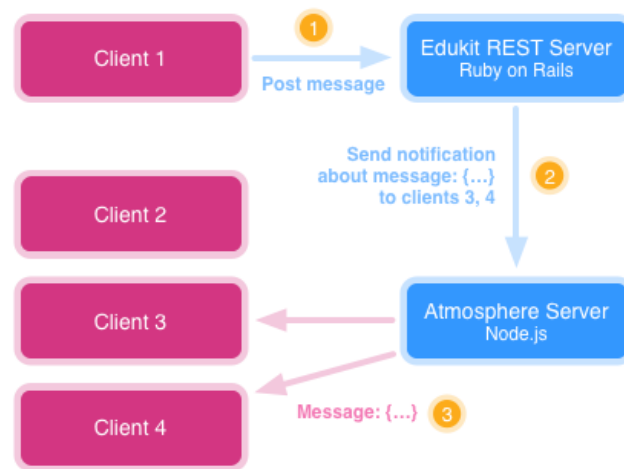 Client 1
1
Post message
Edukit REST Server
Ruby on Rails
Send notification
about message: {...}
to clients 3, 4
2
Client 2
Client 3
Atmosphere Server
Node.js
Client 4
Message: {...}
3